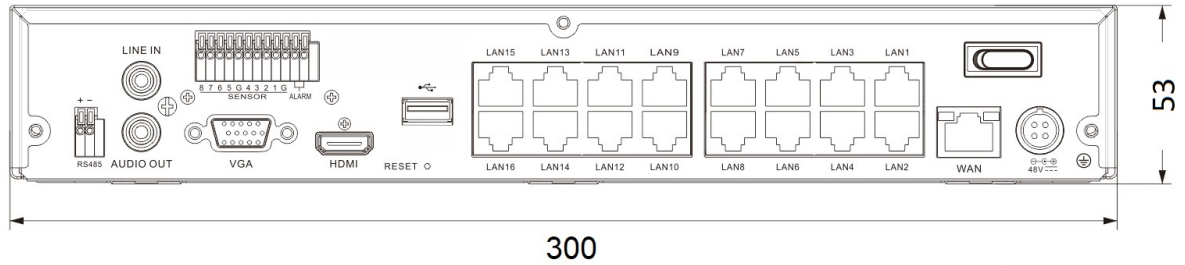 LINE IN
8 7 6 5 G 4 3 2 1 G
SENSOR
ALARM
+ −
RS485
AUDIO OUT
VGA
HDMI
RESET
LAN15 LAN13 LAN11 LAN9 LAN7 LAN5 LAN3 LAN1
LAN16 LAN14 LAN12 LAN10 LAN8 LAN6 LAN4 LAN2
WAN
48V
53
300